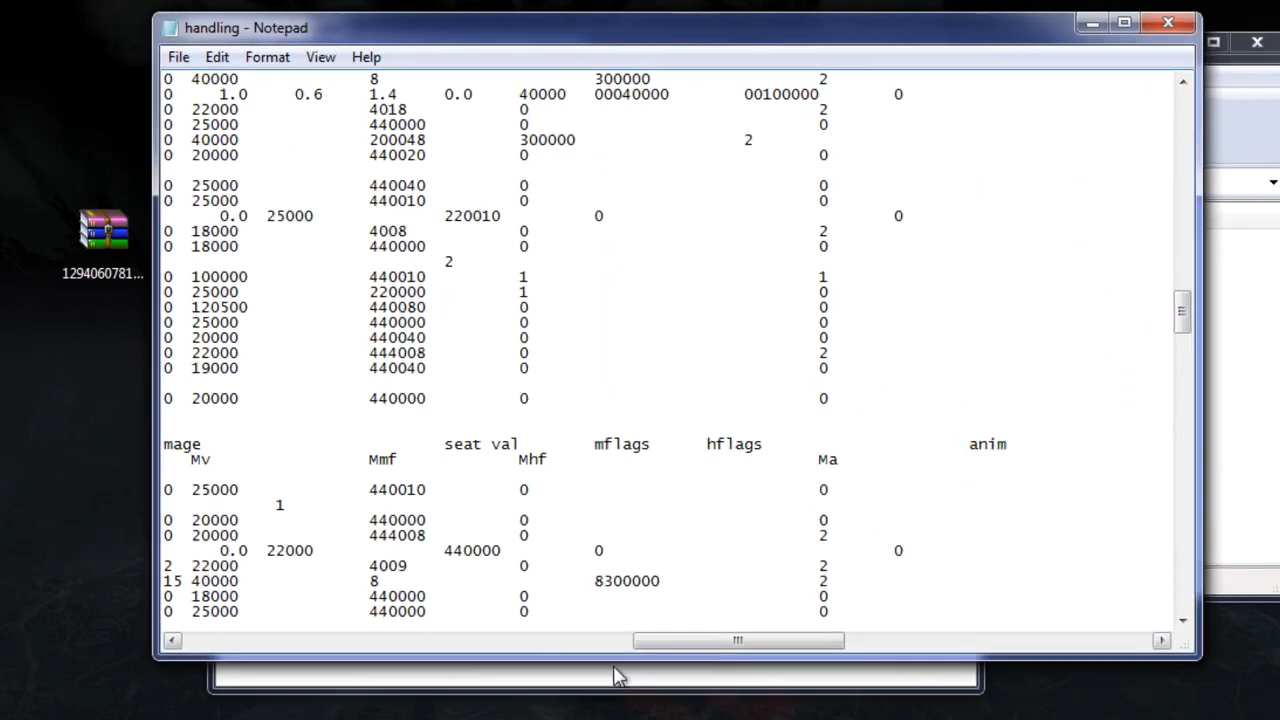 handling - Notepad
File Edit Format View Help
0 40000 8 300000 2
0 1.0 0.6 1.4 0.0 40000 00040000 00100000 0
0 22000 4018 0 2
0 25000 440000 0 0
0 40000 200048 300000 2
0 20000 440020 0 0
0 25000 440040 0 0
0 25000 440010 0 0
0.0 25000 220010 0 0
0 18000 4008 0 2
0 18000 440000 0 0
2
0 100000 440010 1 1
0 25000 220000 1 0
0 120500 440080 0 0
0 25000 440000 0 0
0 20000 440040 0 0
0 22000 444008 0 2
0 19000 440040 0 0
0 20000 440000 0 0
mage seat val mflags hflags anim
Mv Mmf Mhf Ma
0 25000 440010 0 0
1
0 20000 440000 0 0
0 20000 444008 0 2
0.0 22000 440000 0 0
2 22000 4009 0 2
15 40000 8 8300000 2
0 18000 440000 0 0
0 25000 440000 0 0
1294060781...